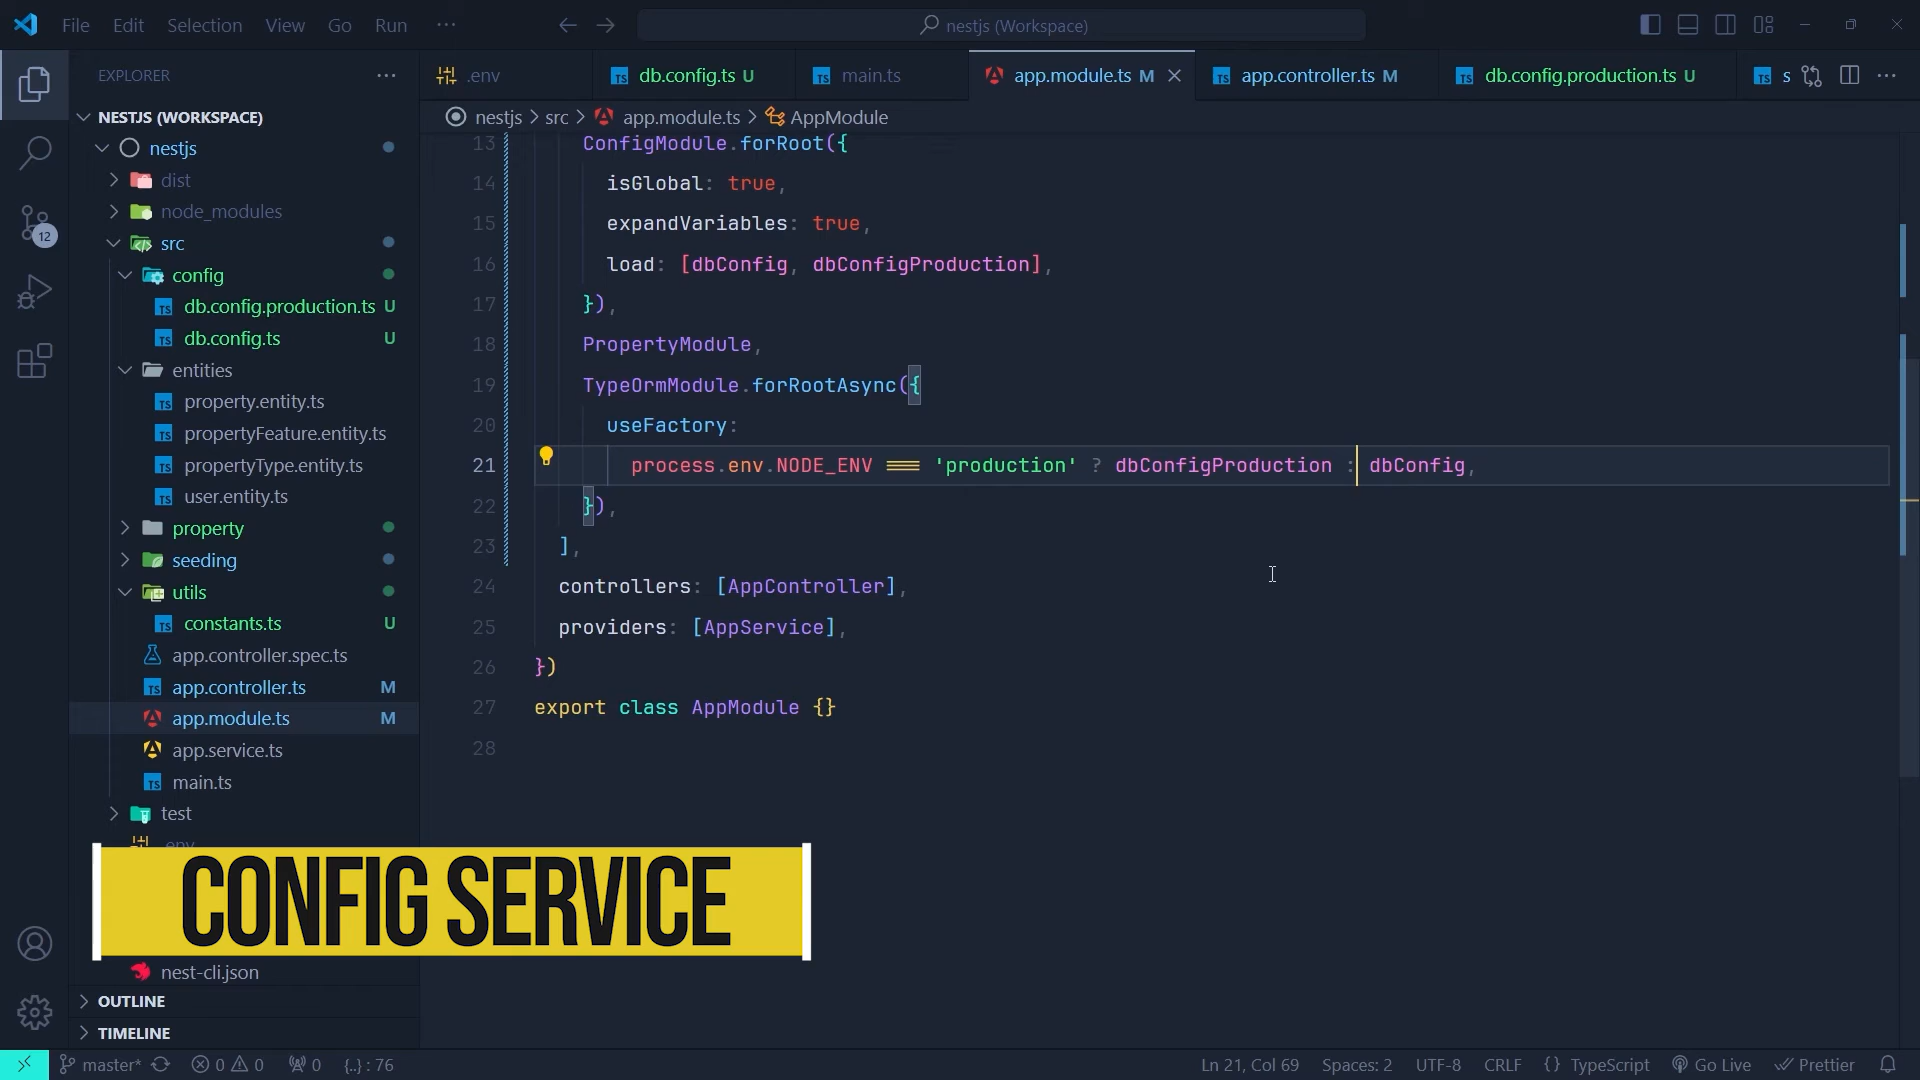 File Edit Selection View Go Run ···
nestjs (Workspace)
EXPLORER
.env
db.config.ts U
main.ts
app.module.ts M
app.controller.ts M
db.config.production.ts U
s
nestjs > src > app.module.ts > AppModule
NESTJS (WORKSPACE)
nestjs
dist
node_modules
src
config
db.config.production.ts U
db.config.ts U
entities
property.entity.ts
propertyFeature.entity.ts
propertyType.entity.ts
user.entity.ts
property
seeding
utils
constants.ts U
app.controller.spec.ts
app.controller.ts M
app.module.ts M
app.service.ts
main.ts
test
.env
nest-cli.json
OUTLINE
TIMELINE
12
13 ConfigModule.forRoot({
14 isGlobal: true,
15 expandVariables: true,
16 load: [dbConfig, dbConfigProduction],
17 }),
18 PropertyModule,
19 TypeOrmModule.forRootAsync({
20 useFactory:
21 process.env.NODE_ENV === 'production' ? dbConfigProduction : dbConfig,
22 }),
23 ],
24 controllers: [AppController],
25 providers: [AppService],
26 })
27 export class AppModule {}
28
CONFIG SERVICE
master* 0 0 0 {..} : 76
Ln 21, Col 69 Spaces: 2 UTF-8 CRLF {} TypeScript Go Live Prettier